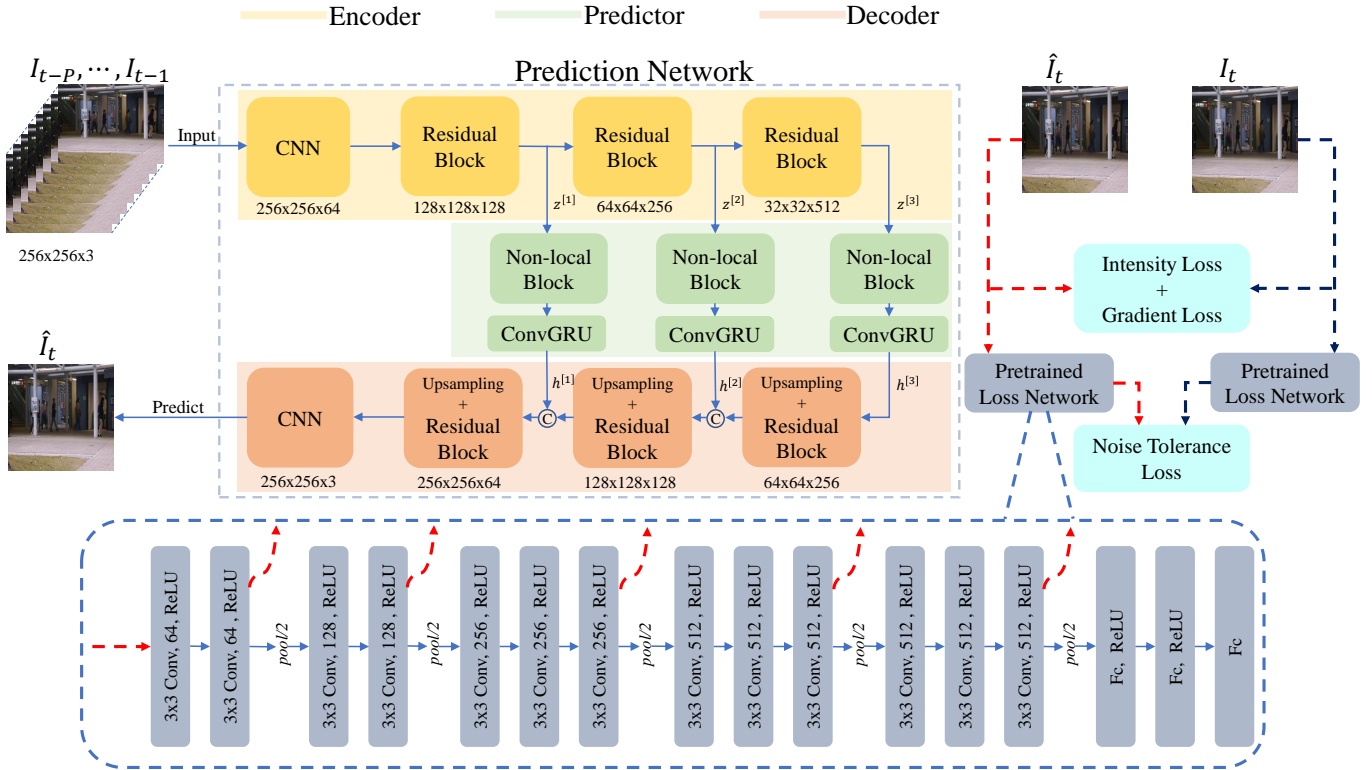 Encoder
Predictor
Decoder
I_{t-P}, ⋯, I_{t-1}
Prediction Network
Î_t
I_t
Input
CNN
Residual
Block
Residual
Block
Residual
Block
256x256x64
128x128x128
64x64x256
32x32x512
z^{[1]}
z^{[2]}
z^{[3]}
256x256x3
Non-local
Block
Non-local
Block
Non-local
Block
Intensity Loss
+
Gradient Loss
ConvGRU
ConvGRU
ConvGRU
Î_t
h^{[1]}
h^{[2]}
h^{[3]}
Predict
CNN
Upsampling
+
Residual
Block
C
Upsampling
+
Residual
Block
C
Upsampling
+
Residual
Block
256x256x3
256x256x64
128x128x128
64x64x256
Pretrained
Loss Network
Pretrained
Loss Network
Noise Tolerance
Loss
3x3 Conv, 64, ReLU
3x3 Conv, 64 , ReLU
pool/2
3x3 Conv, 128 , ReLU
3x3 Conv, 128 , ReLU
pool/2
3x3 Conv, 256 , ReLU
3x3 Conv, 256 , ReLU
3x3 Conv, 256 , ReLU
pool/2
3x3 Conv, 512 , ReLU
3x3 Conv, 512 , ReLU
3x3 Conv, 512 , ReLU
pool/2
3x3 Conv, 512 , ReLU
3x3 Conv, 512 , ReLU
3x3 Conv, 512 , ReLU
pool/2
Fc, ReLU
Fc, ReLU
Fc